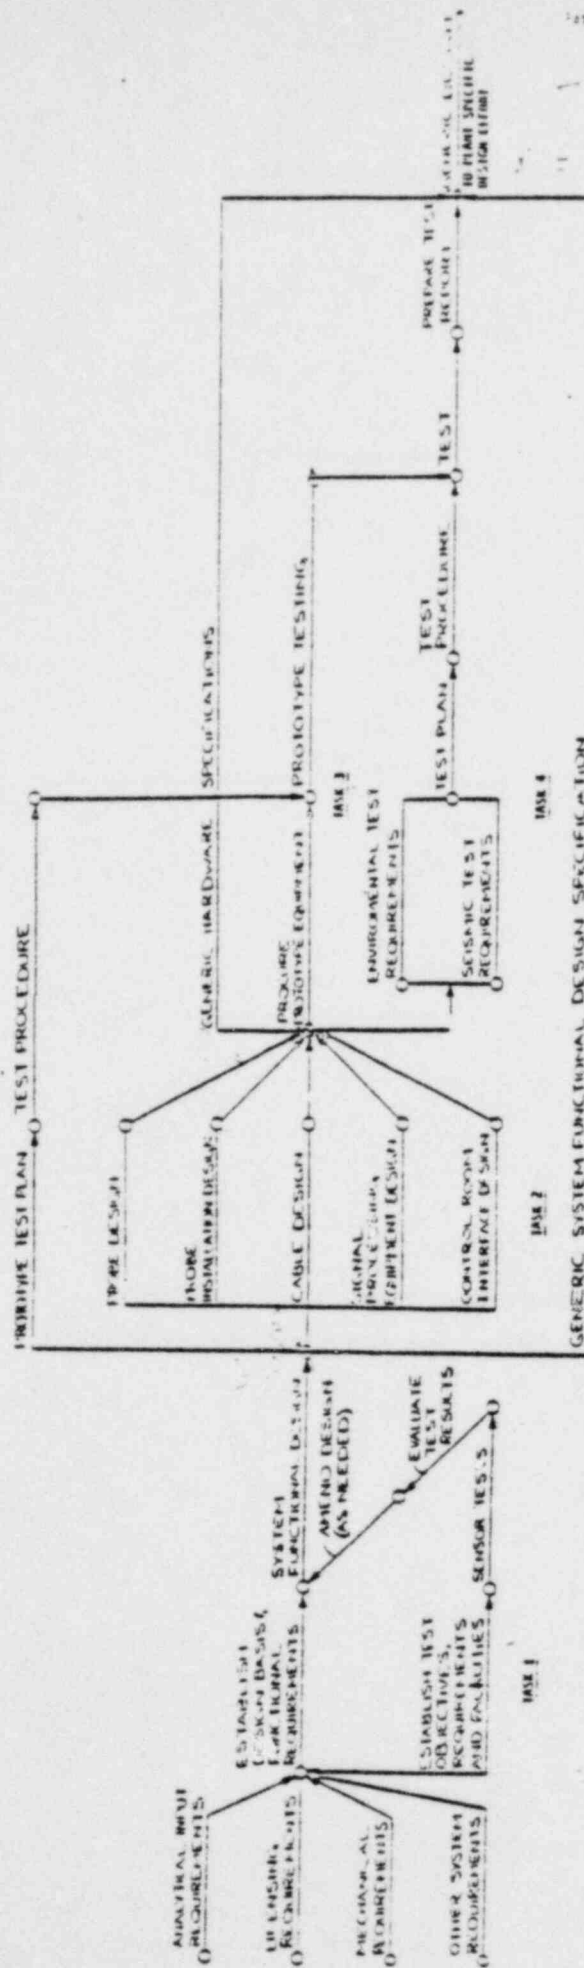 ANALYTICAL INPUT
REQUIREMENTS
LICENSING
REQUIREMENTS
MECHANICAL
REQUIREMENTS
OTHER SYSTEM
REQUIREMENTS
ESTABLISH
DESIGN BASIS &
FUNCTIONAL
REQUIREMENTS
ESTABLISH TEST
OBJECTIVES,
REQUIREMENTS
AND FACILITIES
SYSTEM
FUNCTIONAL DESIGN
AMEND DESIGN
(AS NEEDED)
EVALUATE
TEST
RESULTS
SENSOR TESTS
TASK 1
PROTOTYPE TEST PLAN
TEST PROCEDURE
PROBE DESIGN
PROBE
INSTALLATION DESIGN
CABLE DESIGN
SIGNAL
PROCESSING
EQUIPMENT DESIGN
CONTROL ROOM
INTERFACE DESIGN
TASK 2
GENERIC HARDWARE SPECIFICATIONS
PROCURE
PROTOTYPE EQUIPMENT
PROTOTYPE TESTING
TASK 3
ENVIROMENTAL TEST
REQUIREMENTS
SEISMIC TEST
REQUIREMENTS
TEST PLAN
TEST
PROCEDURE
TEST
PREPARE TEST
REPORT
TASK 4
TO PLANT SPECIFIC
DESIGN EFFORT
GENERIC SYSTEM FUNCTIONAL DESIGN SPECIFICATION